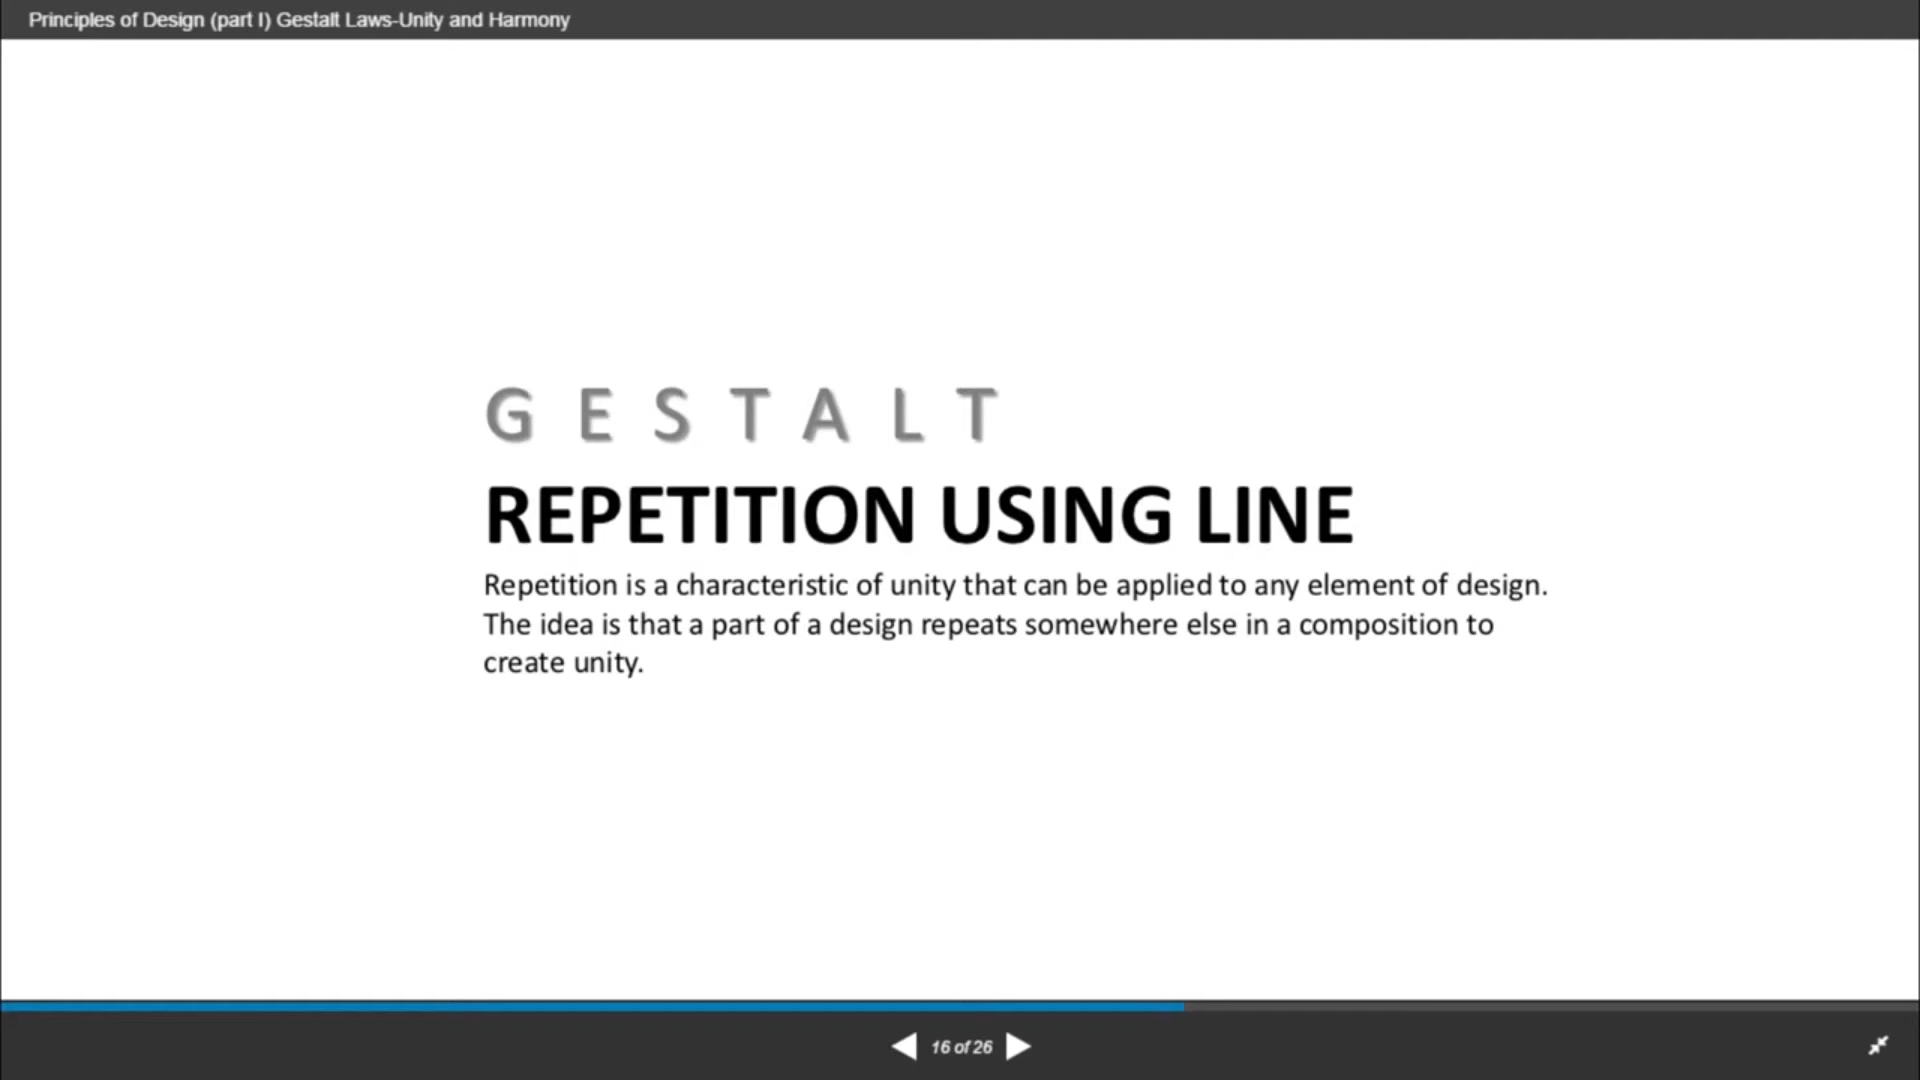 Principles of Design (part I) Gestalt Laws-Unity and Harmony
GESTALT
REPETITION USING LINE
Repetition is a characteristic of unity that can be applied to any element of design.
The idea is that a part of a design repeats somewhere else in a composition to
create unity.
16 of 26